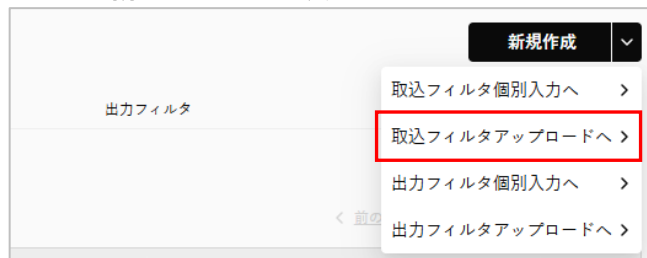 新規作成
取込フィルタ個別入力へ
出力フィルタ
取込フィルタアップロードへ
出力フィルタ個別入力へ
前の
出力フィルタアップロードへ